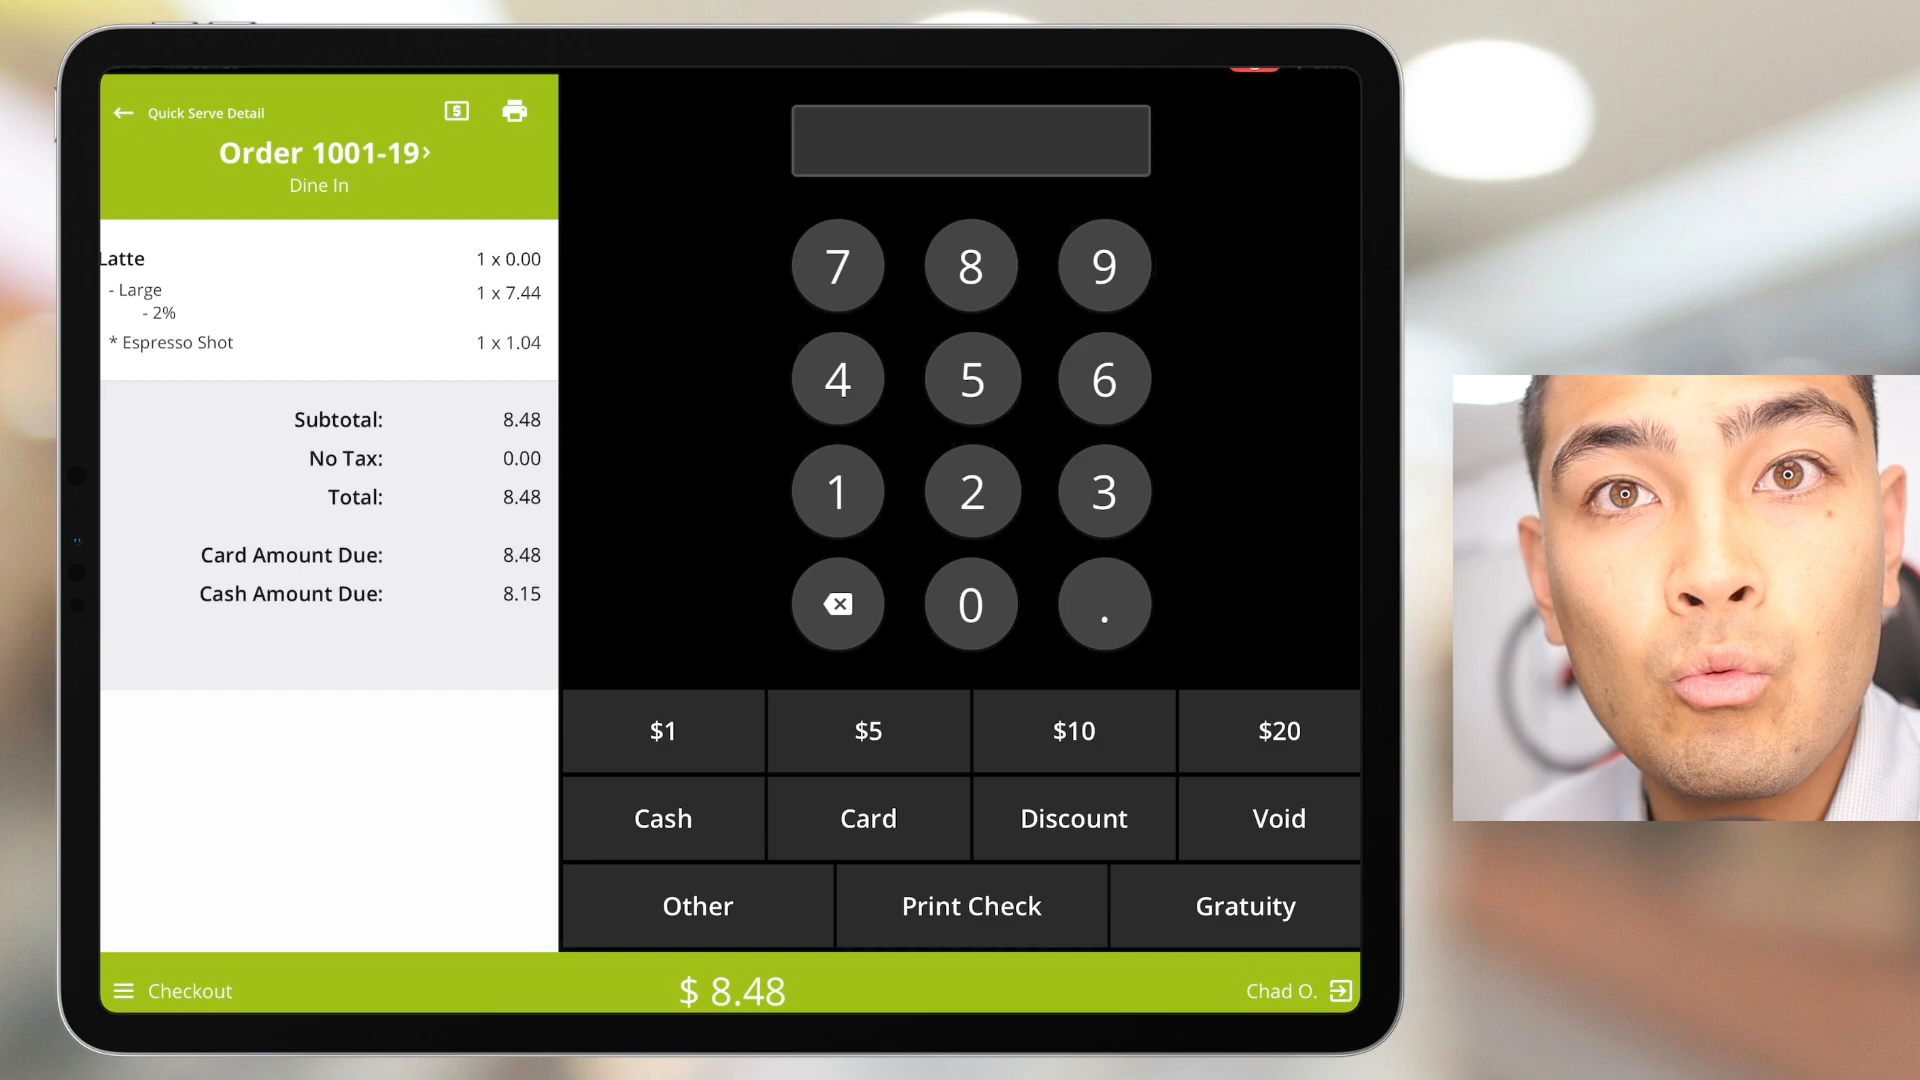 Quick Serve Detail
Order 1001-19›
Dine In
Latte 1 x 0.00
- Large 1 x 7.44
- 2%
* Espresso Shot 1 x 1.04
Subtotal: 8.48
No Tax: 0.00
Total: 8.48
Card Amount Due: 8.48
Cash Amount Due: 8.15
7 8 9
4 5 6
1 2 3
0 .
$1 $5 $10 $20
Cash Card Discount Void
Other Print Check Gratuity
Checkout $ 8.48 Chad O.